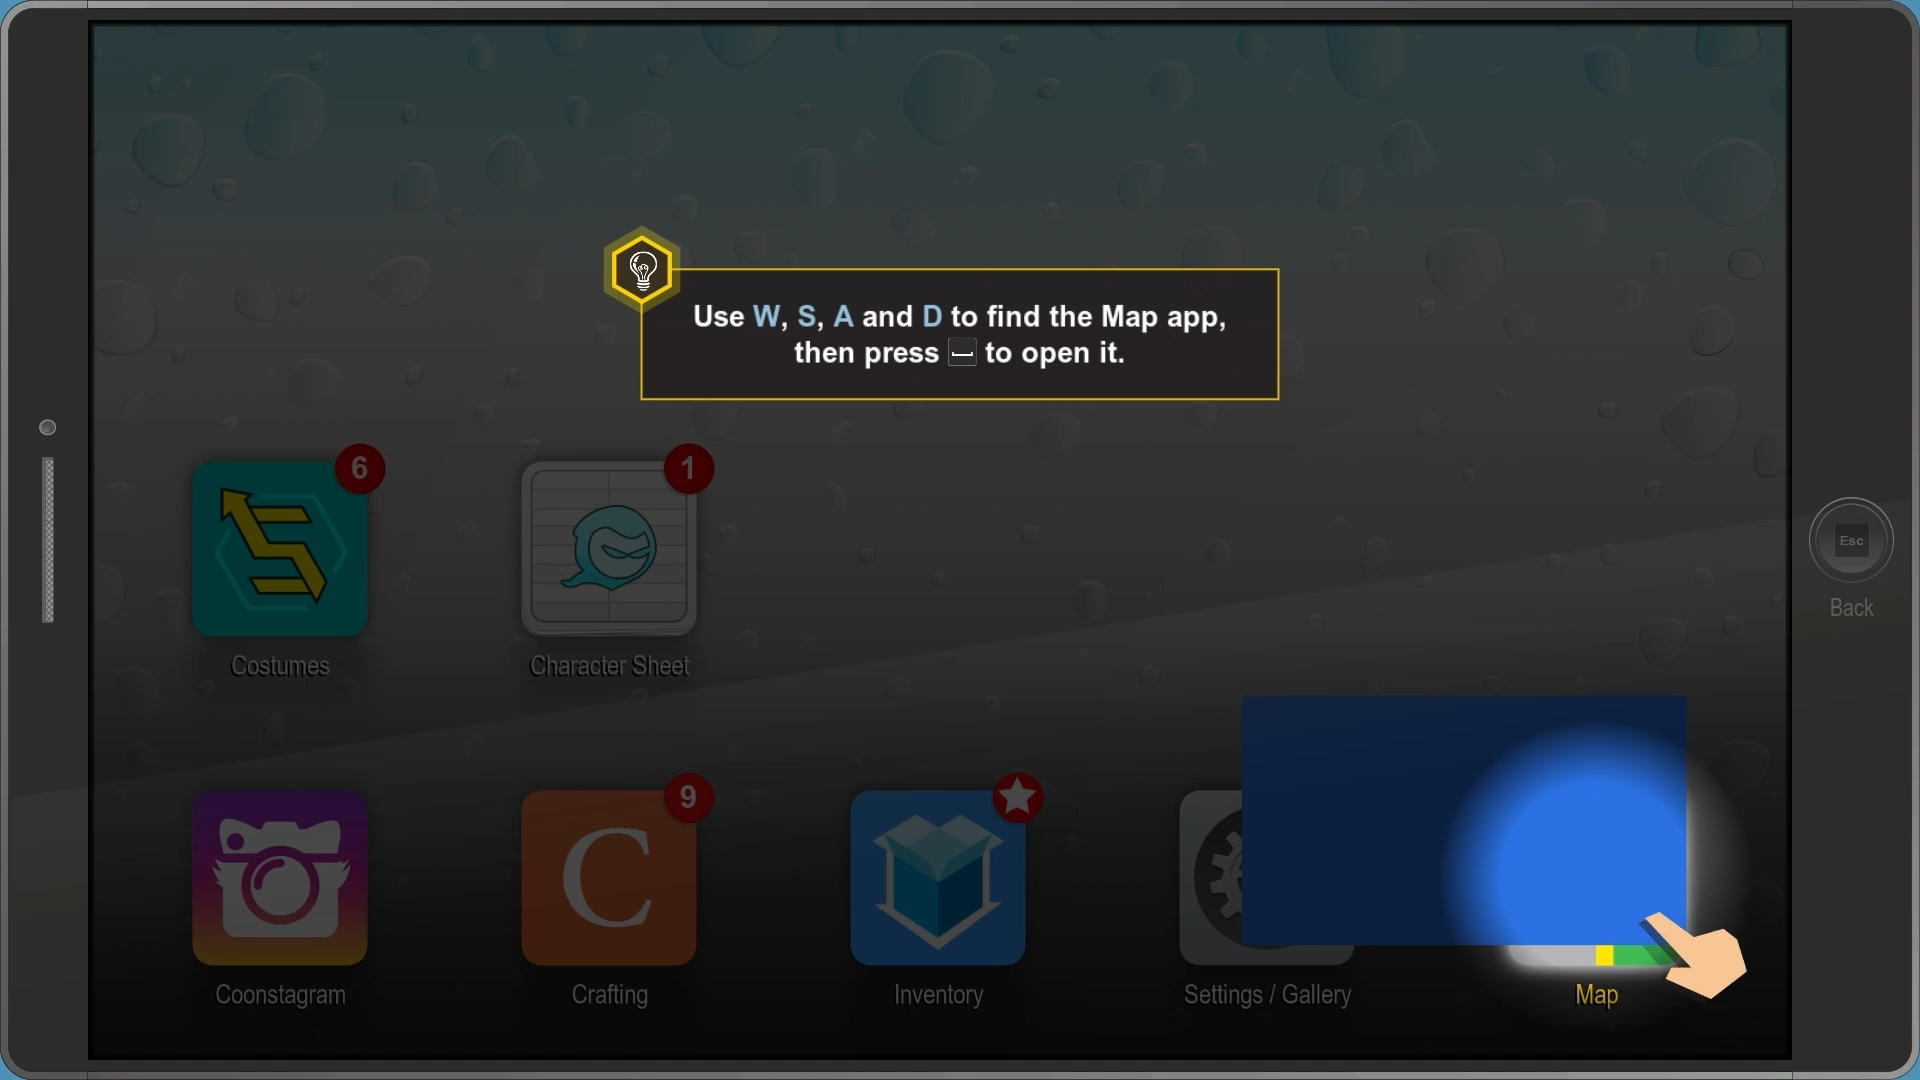 Use W, S, A and D to find the Map app,
then press to open it.
6
1
Costumes
Character Sheet
Esc
Back
9
C
Coonstagram
Crafting
Inventory
Settings / Gallery
Map